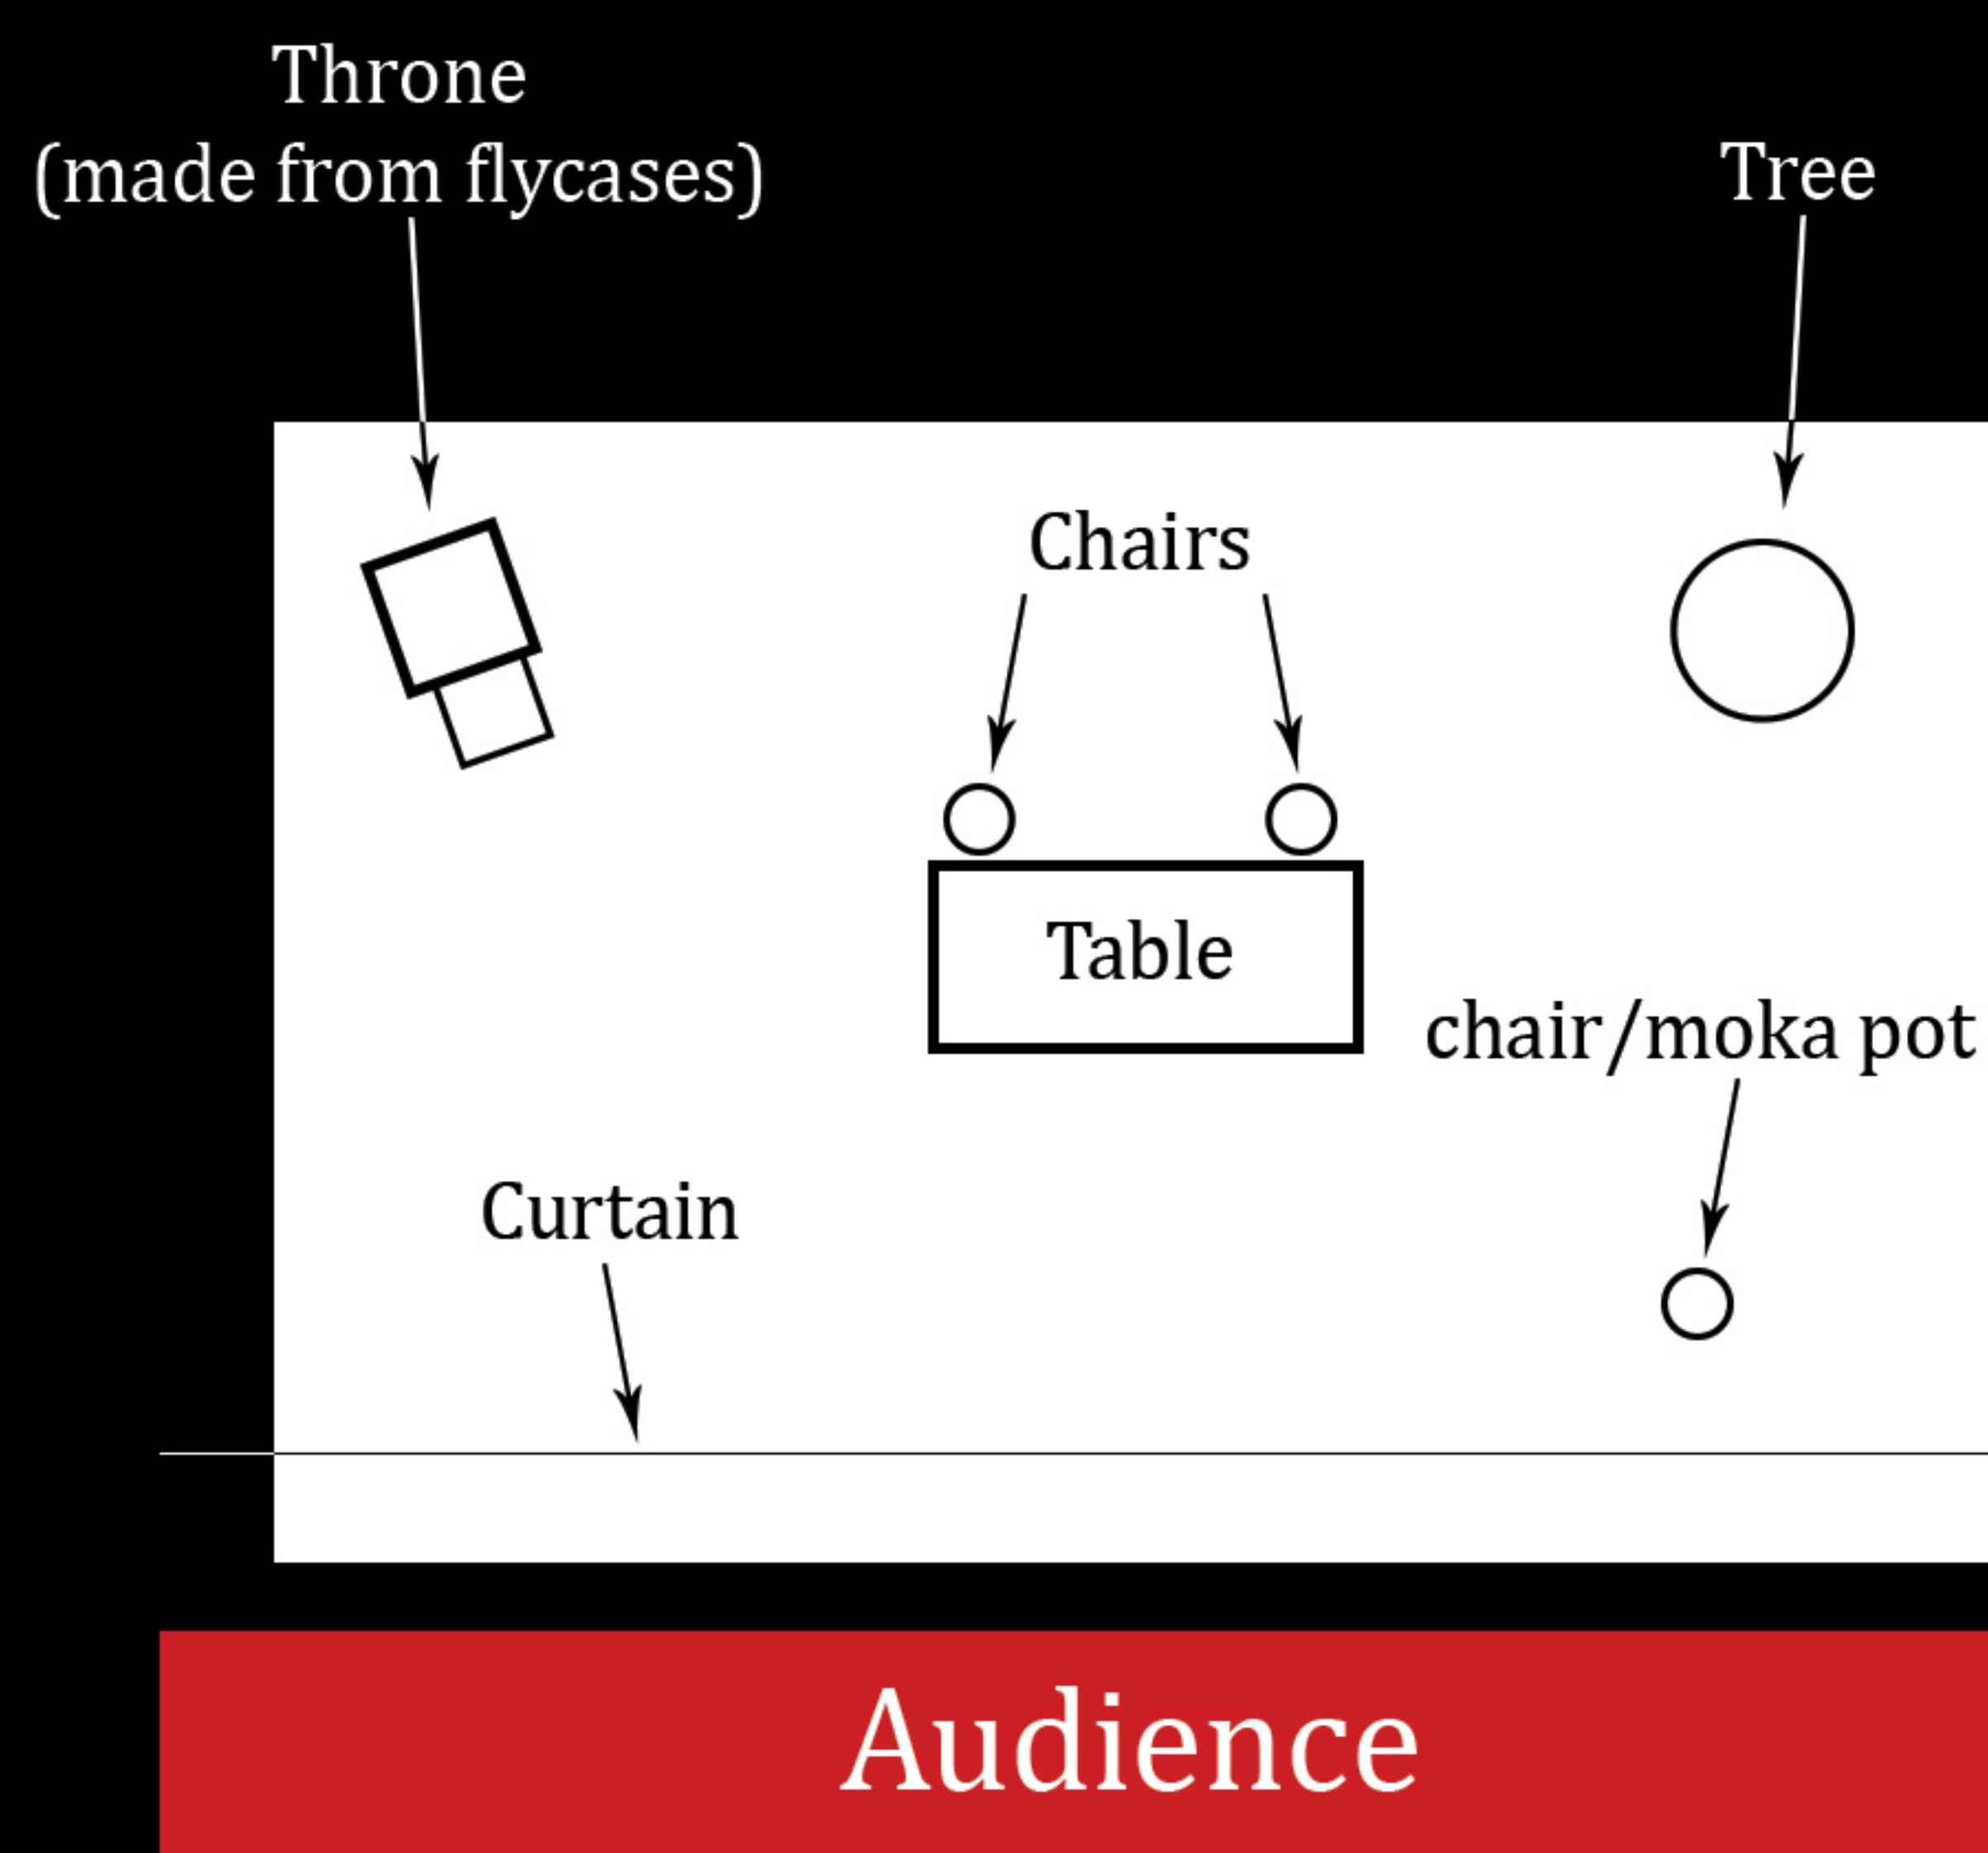 Throne
(made from flycases)
Tree
Chairs
Table
chair/moka pot
Curtain
Audience